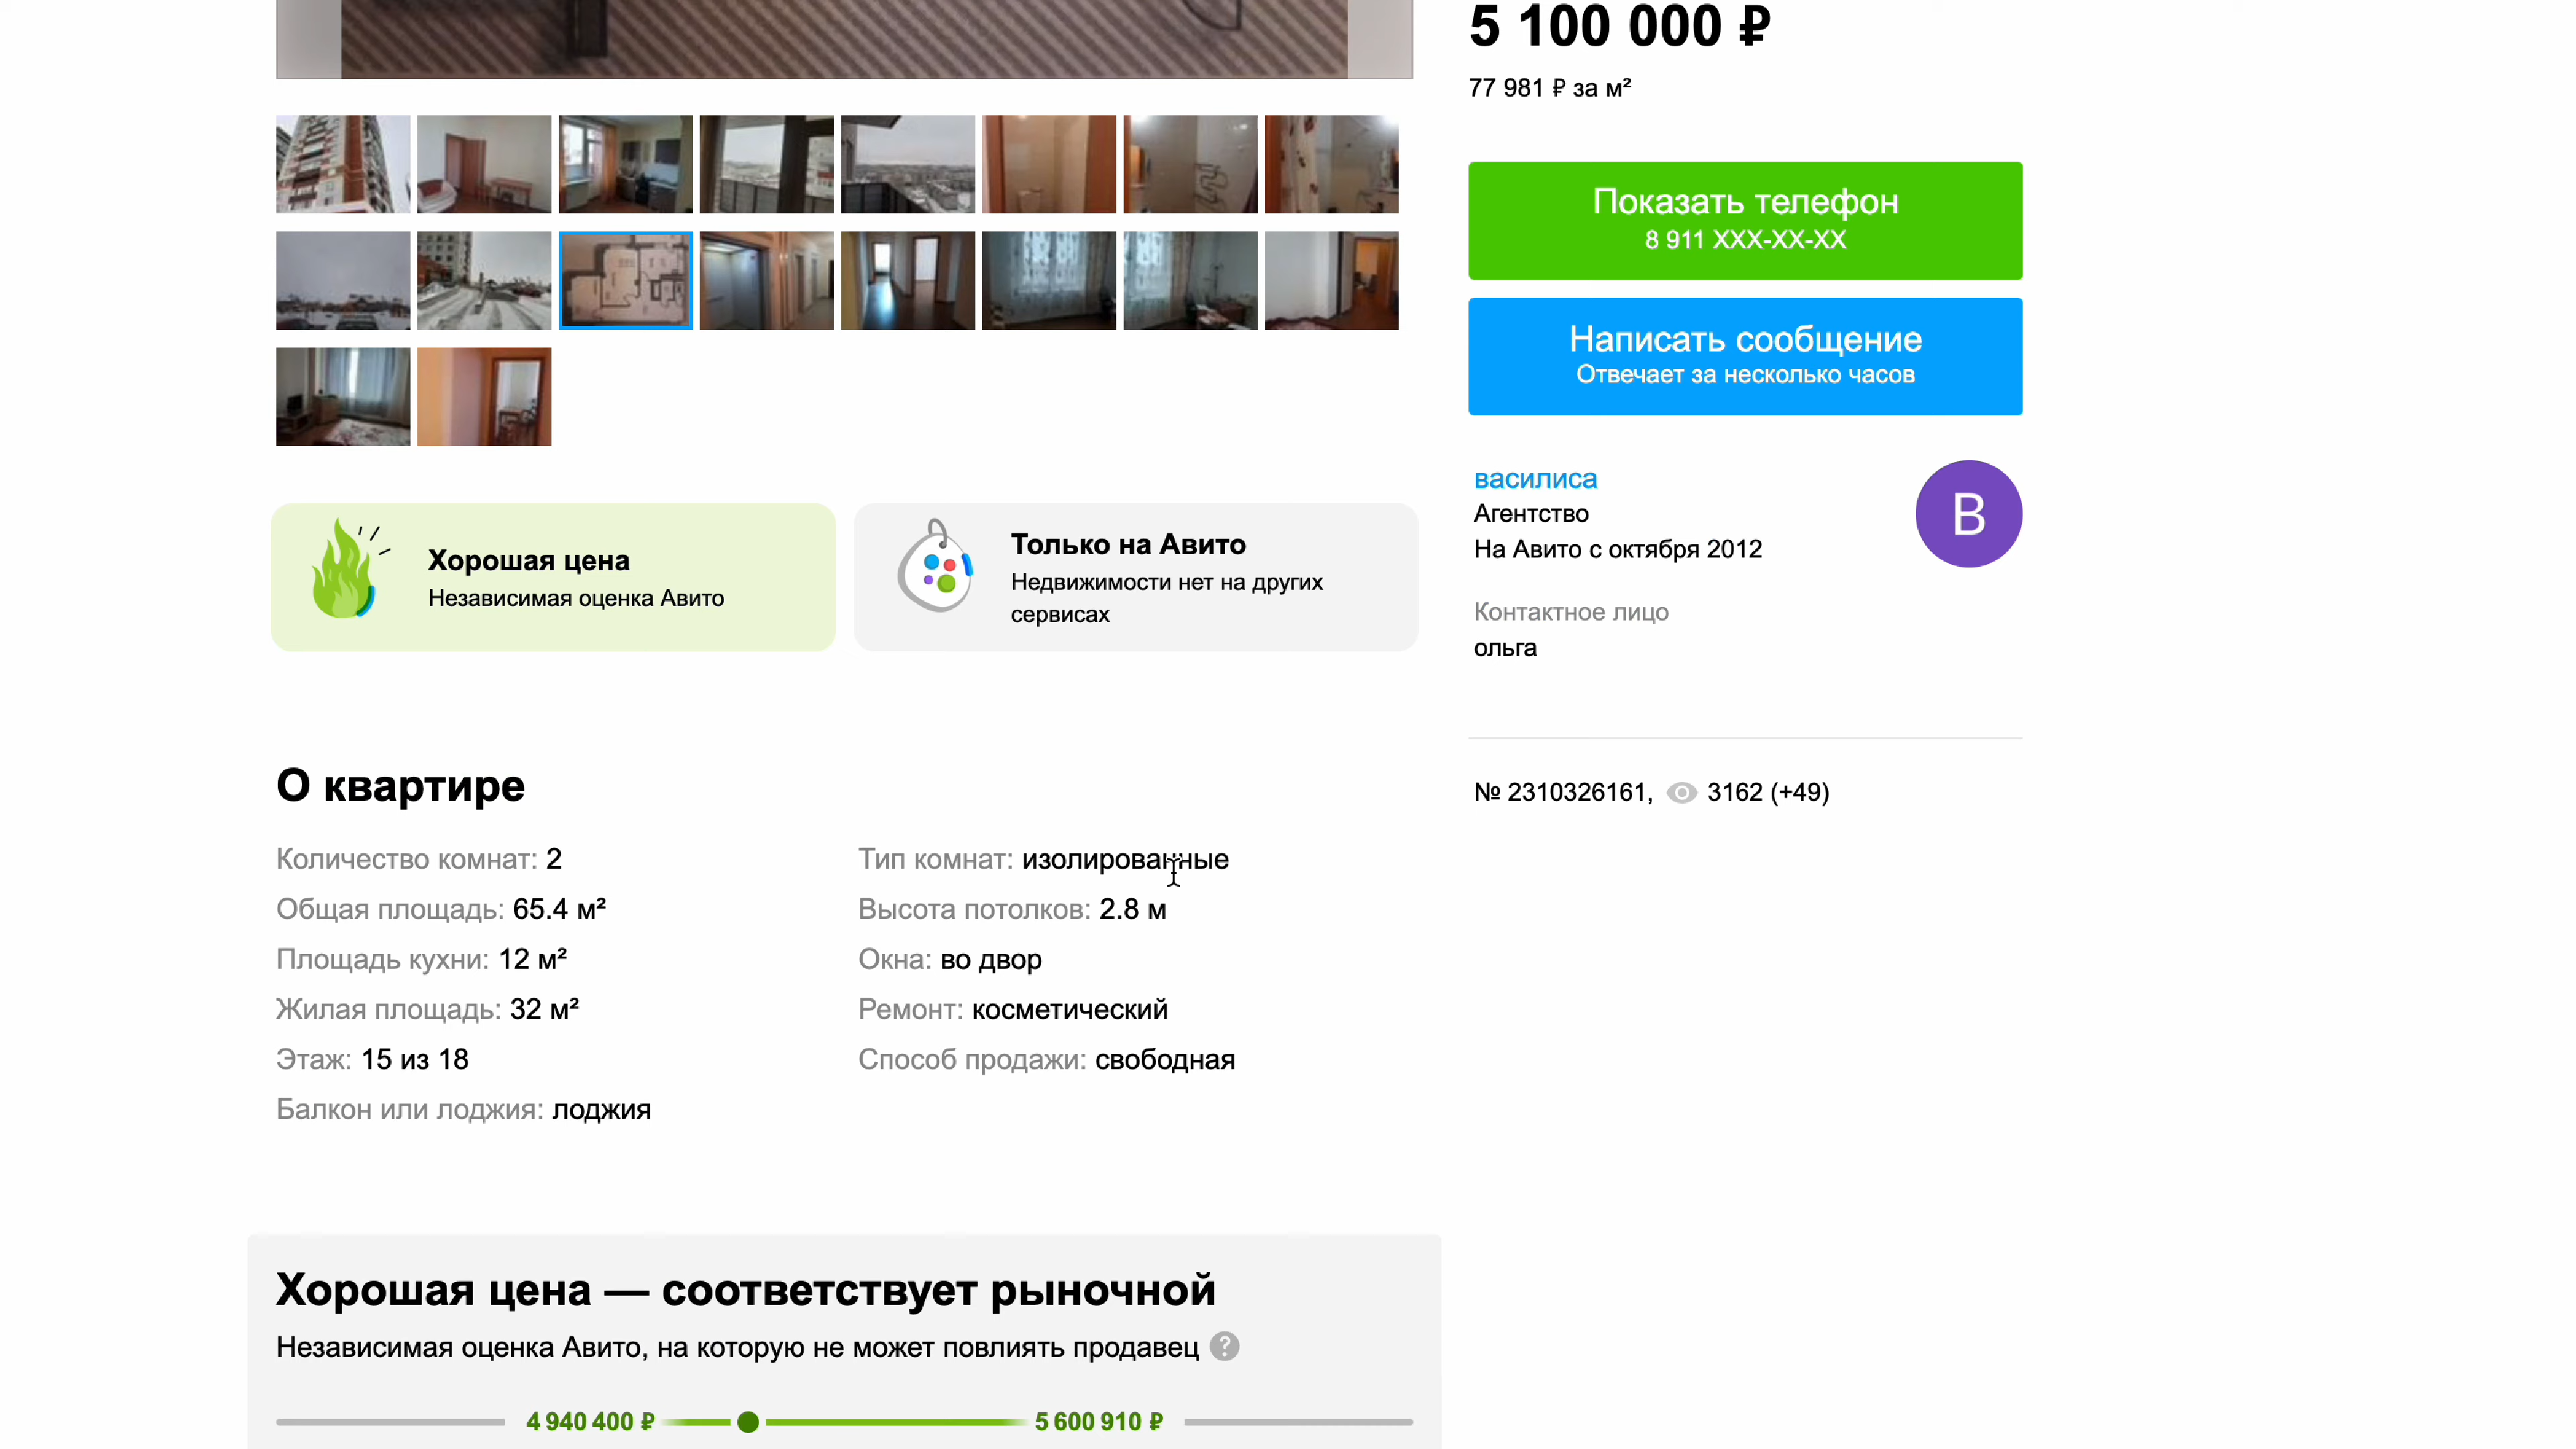 5 100 000 ₽
77 981 ₽ за м²
Показать телефон
8 911 XXX-XX-XX
Написать сообщение
Отвечает за несколько часов
василиса
Агентство
На Авито с октября 2012
В
Контактное лицо
ольга
№ 2310326161, 3162 (+49)
Хорошая цена
Независимая оценка Авито
Только на Авито
Недвижимости нет на других
сервисах
О квартире
Количество комнат: 2
Общая площадь: 65.4 м²
Площадь кухни: 12 м²
Жилая площадь: 32 м²
Этаж: 15 из 18
Балкон или лоджия: лоджия
Тип комнат: изолированные
Высота потолков: 2.8 м
Окна: во двор
Ремонт: косметический
Способ продажи: свободная
Хорошая цена — соответствует рыночной
Независимая оценка Авито, на которую не может повлиять продавец ?
4 940 400 ₽ 5 600 910 ₽